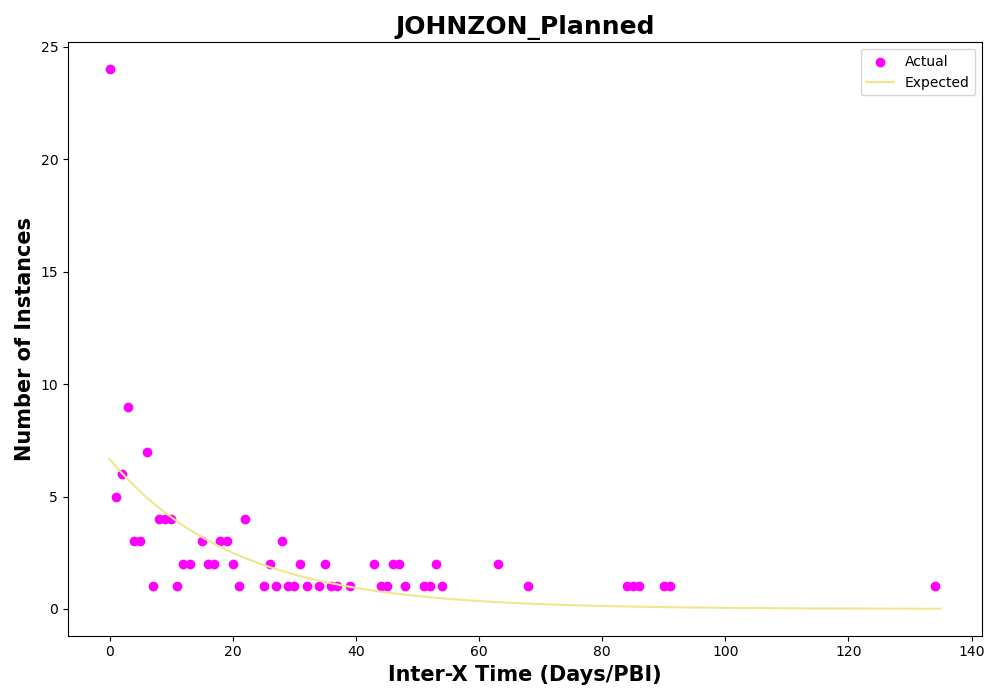 JOHNZON_Planned
Actual
Expected
Number of Instances
25
20
15
10
5
0
0 20 40 60 80 100 120 140
Inter-X Time (Days/PBI)